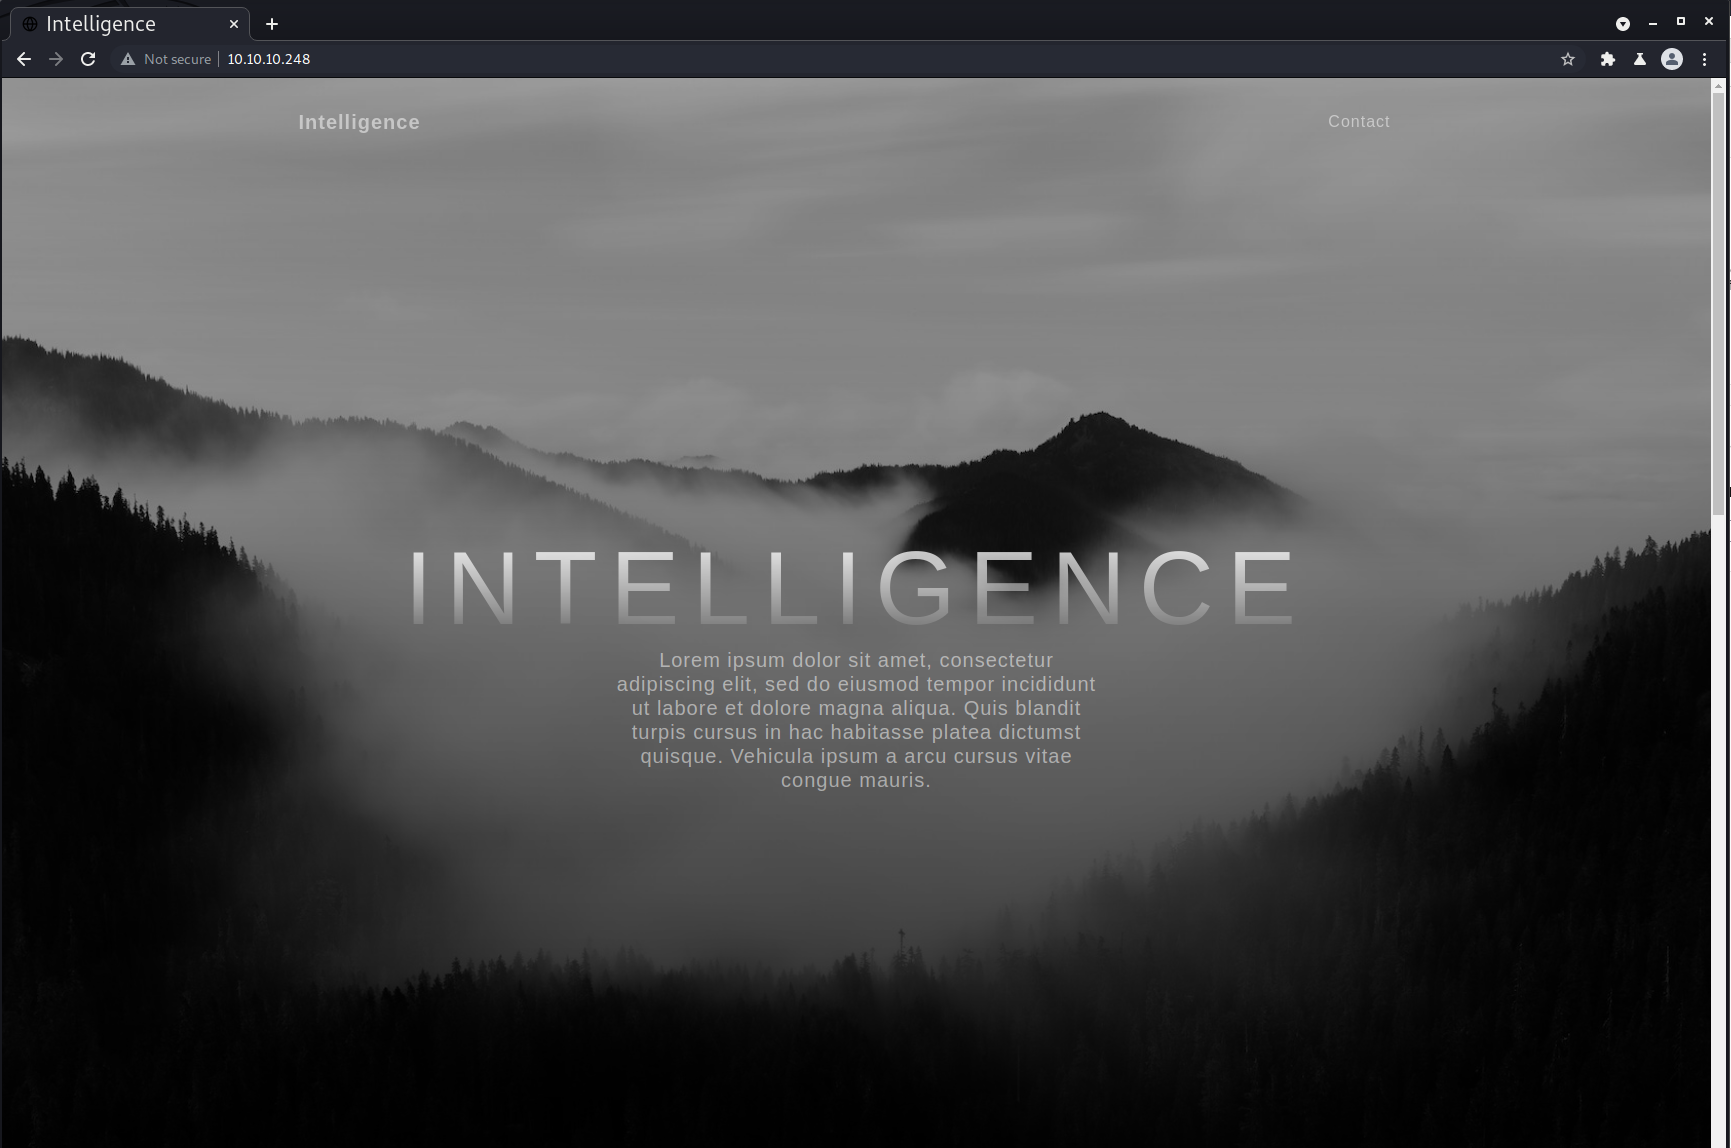 Intelligence
Not secure
10.10.10.248
Intelligence
Contact
INTELLIGENCE
Lorem ipsum dolor sit amet, consectetur
adipiscing elit, sed do eiusmod tempor incididunt
ut labore et dolore magna aliqua. Quis blandit
turpis cursus in hac habitasse platea dictumst
quisque. Vehicula ipsum a arcu cursus vitae
congue mauris.